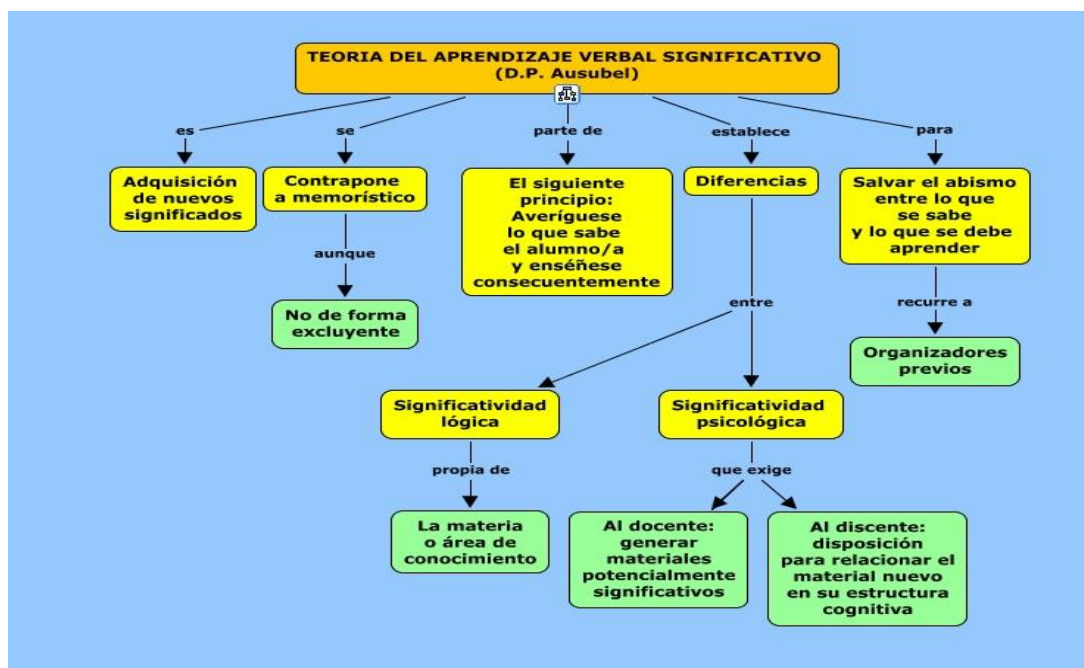 TEORIA DEL APRENDIZAJE VERBAL SIGNIFICATIVO
(D.P. Ausubel)
es
se
parte de
establece
para
Adquisición
de nuevos
significados
Contrapone
a memorístico
El siguiente
principio:
Averíguese
lo que sabe
el alumno/a
y enséñese
consecuentemente
Diferencias
Salvar el abismo
entre lo que
se sabe
y lo que se debe
aprender
aunque
entre
recurre a
No de forma
excluyente
Organizadores
previos
Significatividad
lógica
Significatividad
psicológica
propia de
que exige
La materia
o área de
conocimiento
Al docente:
generar
materiales
potencialmente
significativos
Al discente:
disposición
para relacionar el
material nuevo
en su estructura
cognitiva